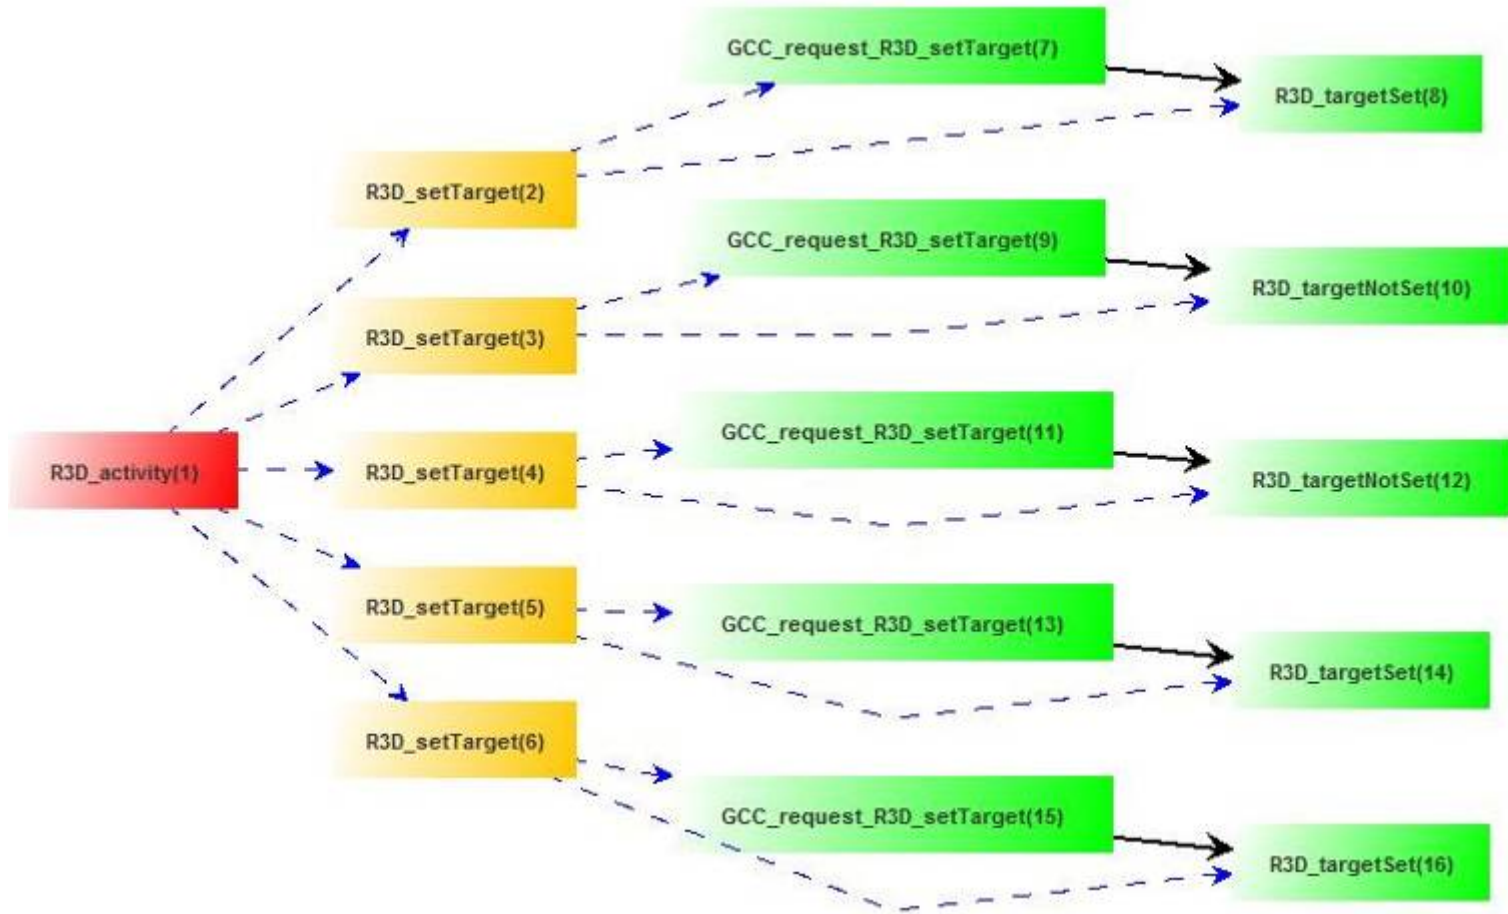 GCC_request_R3D_setTarget(7)
R3D_targetSet(8)
R3D_setTarget(2)
GCC_request_R3D_setTarget(9)
R3D_targetNotSet(10)
R3D_setTarget(3)
GCC_request_R3D_setTarget(11)
R3D_activity(1)
R3D_setTarget(4)
R3D_targetNotSet(12)
R3D_setTarget(5)
GCC_request_R3D_setTarget(13)
R3D_targetSet(14)
R3D_setTarget(6)
GCC_request_R3D_setTarget(15)
R3D_targetSet(16)